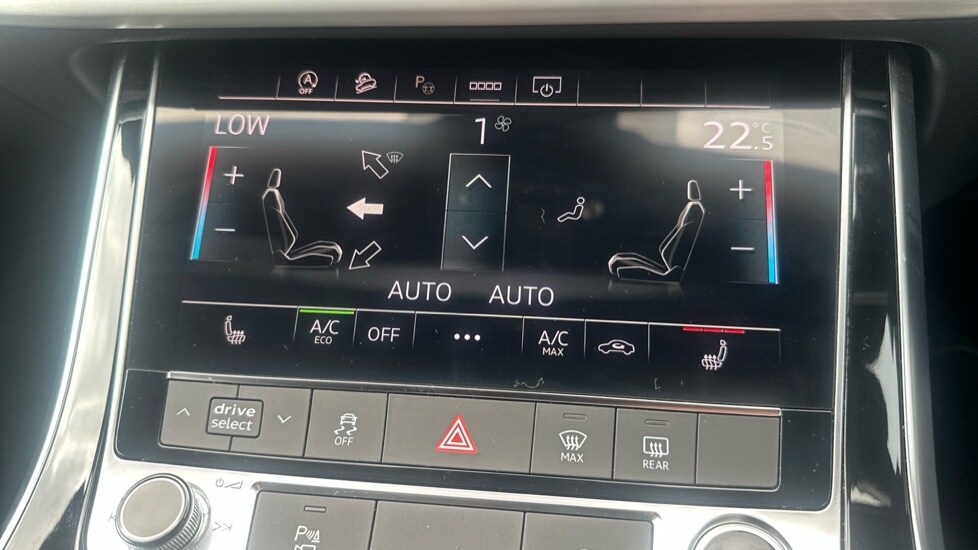 A OFF P
LOW 1 22.5 °C
+ +
- -
AUTO AUTO
A/C ECO OFF ... A/C MAX
drive select OFF MAX REAR
P